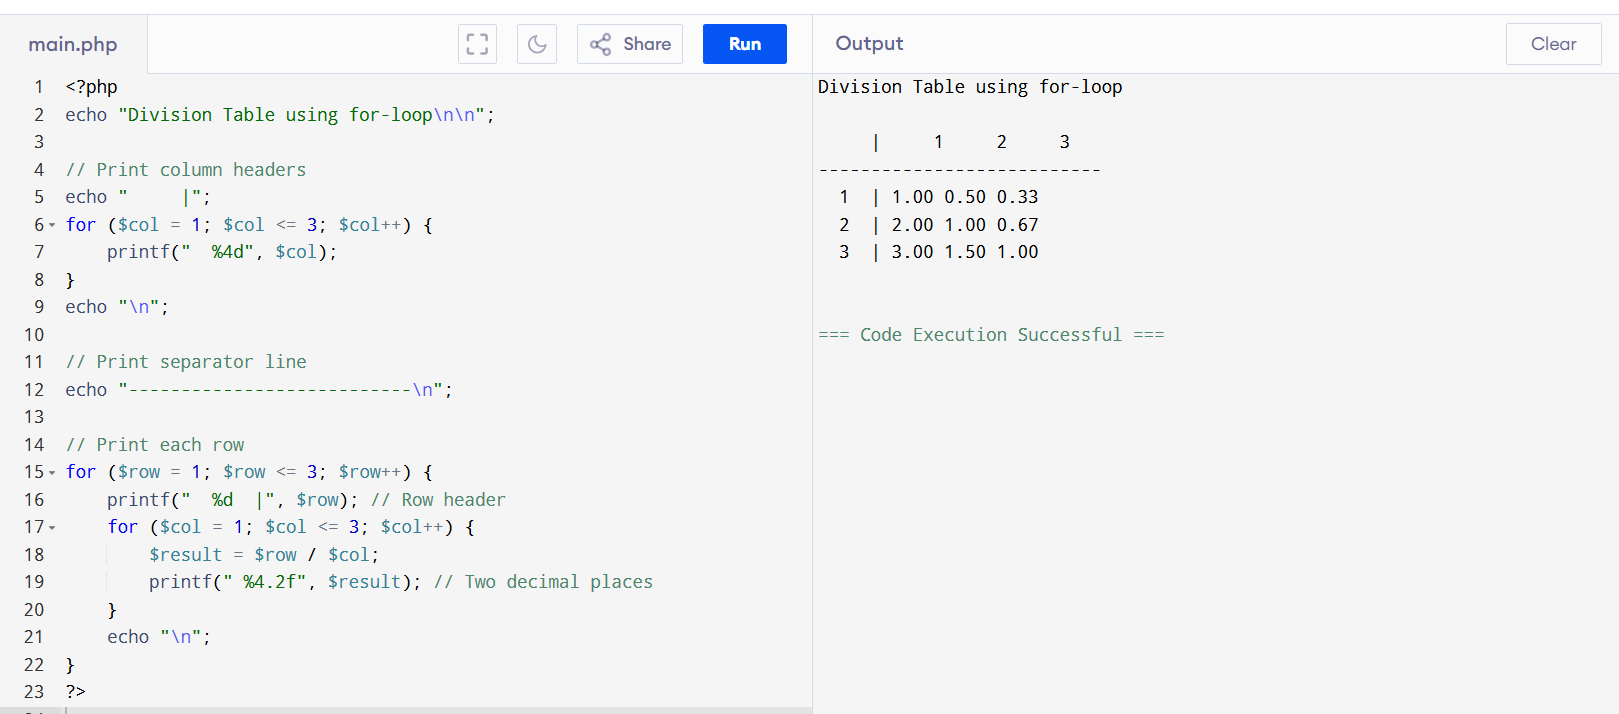 main.php Share Run Output Clear
1 <?php
2 echo "Division Table using for-loop\n\n";
3
4 // Print column headers
5 echo "     |";
6 for ($col = 1; $col <= 3; $col++) {
7     printf("  %4d", $col);
8 }
9 echo "\n";
10
11 // Print separator line
12 echo "---------------------------\n";
13
14 // Print each row
15 for ($row = 1; $row <= 3; $row++) {
16     printf("  %d  |", $row); // Row header
17     for ($col = 1; $col <= 3; $col++) {
18         $result = $row / $col;
19         printf(" %4.2f", $result); // Two decimal places
20     }
21     echo "\n";
22 }
23 ?>
Division Table using for-loop
     |     1     2     3
---------------------------
  1  | 1.00 0.50 0.33
  2  | 2.00 1.00 0.67
  3  | 3.00 1.50 1.00
=== Code Execution Successful ===